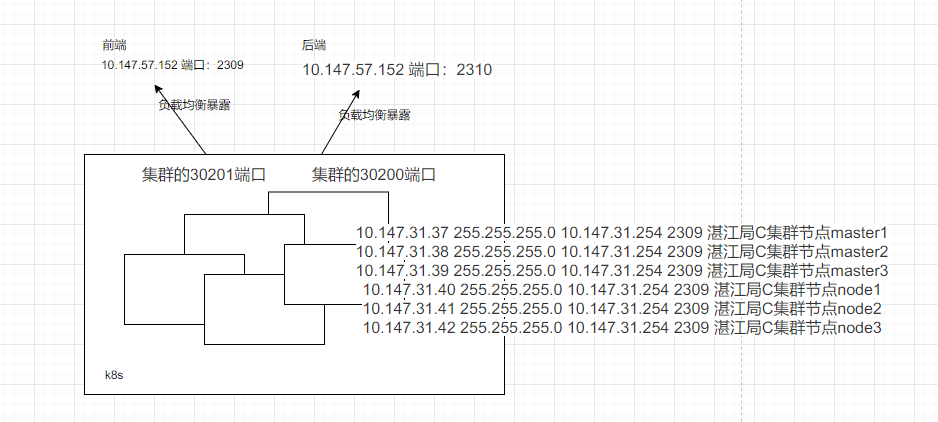 前端
后端
10.147.57.152 端口：2309
10.147.57.152 端口：2310
负载均衡暴露
负载均衡暴露
集群的30201端口
集群的30200端口
10.147.31.37 255.255.255.0 10.147.31.254 2309 湛江局C集群节点master1
10.147.31.38 255.255.255.0 10.147.31.254 2309 湛江局C集群节点master2
10.147.31.39 255.255.255.0 10.147.31.254 2309 湛江局C集群节点master3
10.147.31.40 255.255.255.0 10.147.31.254 2309 湛江局C集群节点node1
10.147.31.41 255.255.255.0 10.147.31.254 2309 湛江局C集群节点node2
10.147.31.42 255.255.255.0 10.147.31.254 2309 湛江局C集群节点node3
k8s